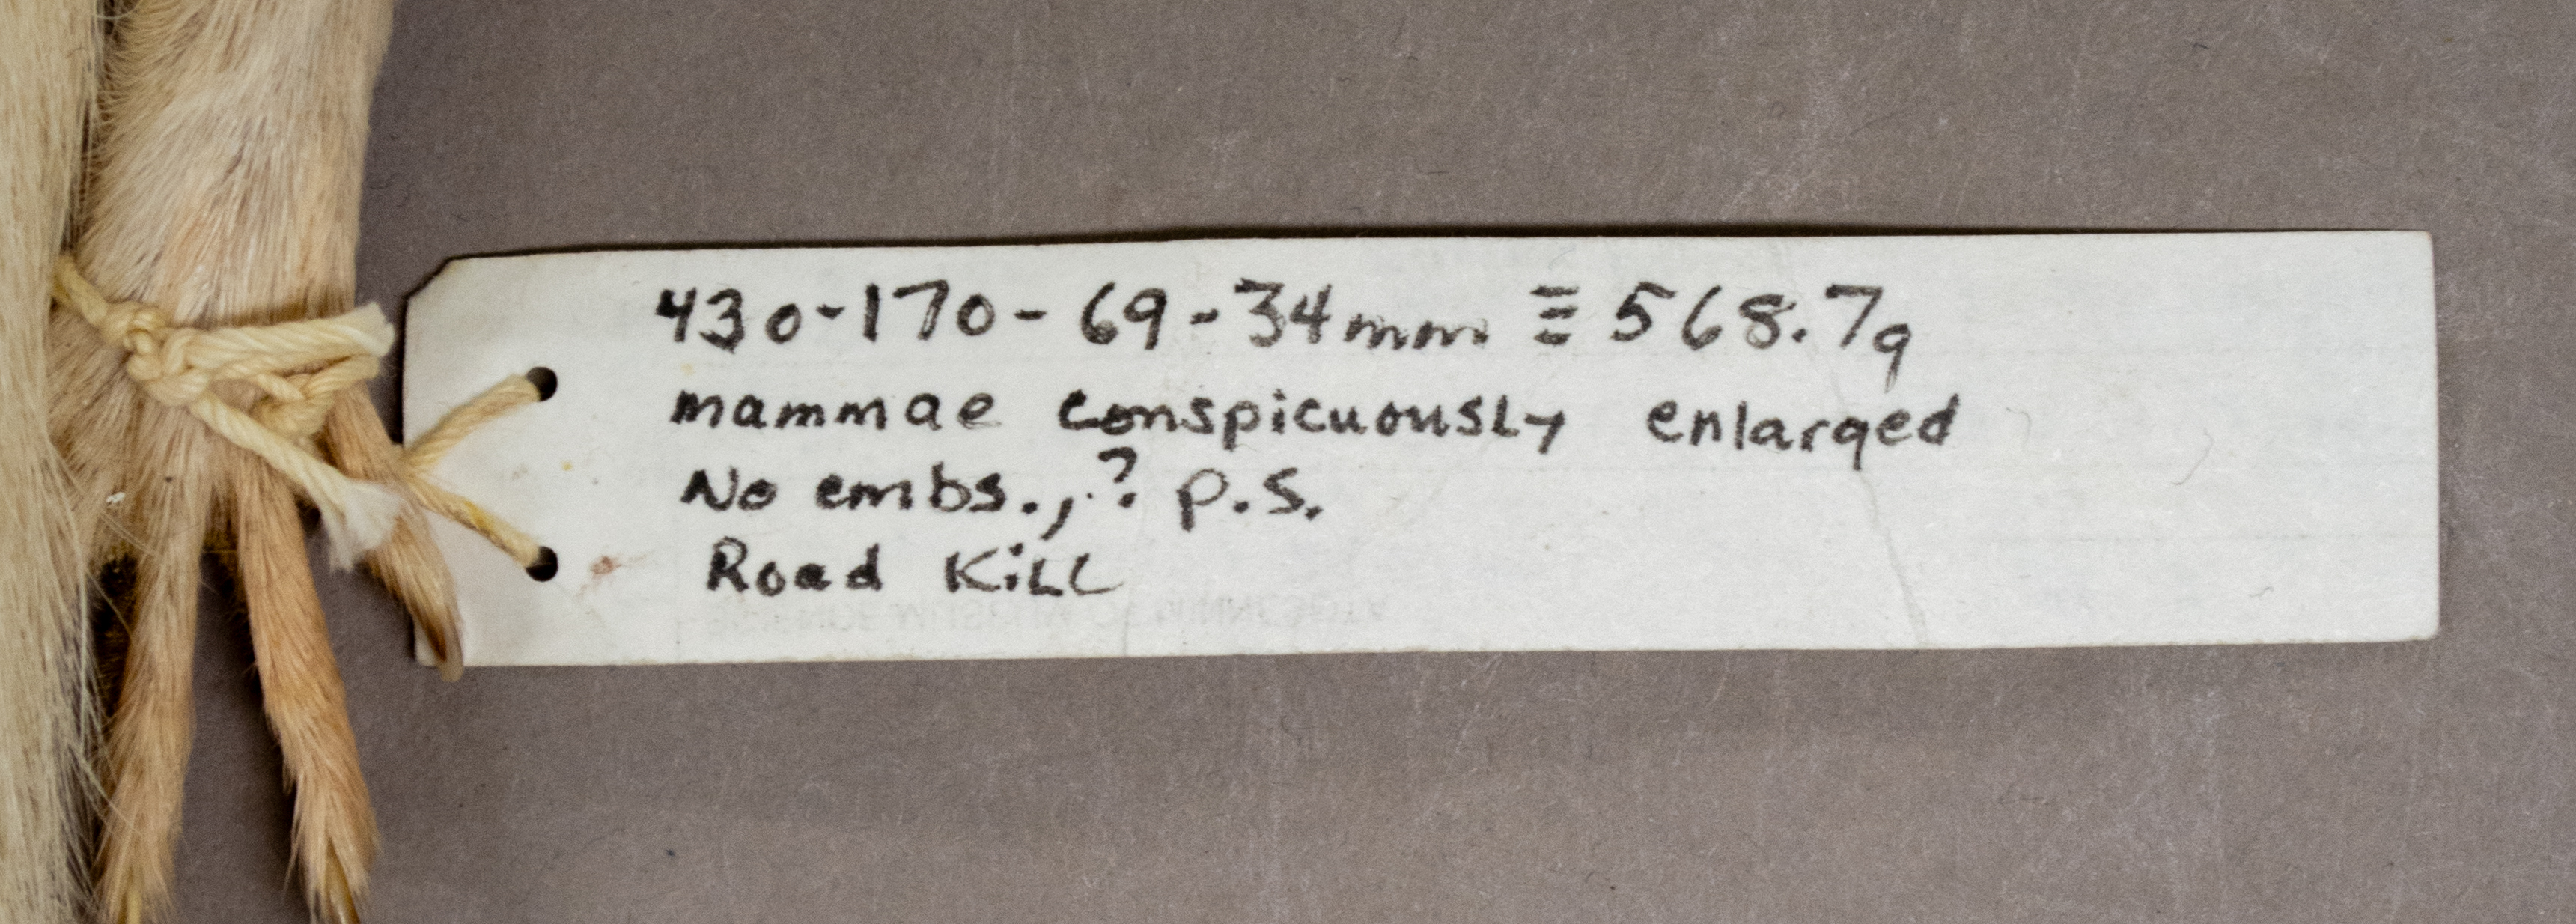 430-170-69-34mm ≡ 568.7g
mammae conspicuously enlarged
No embs., ? P.S.
Road Kill